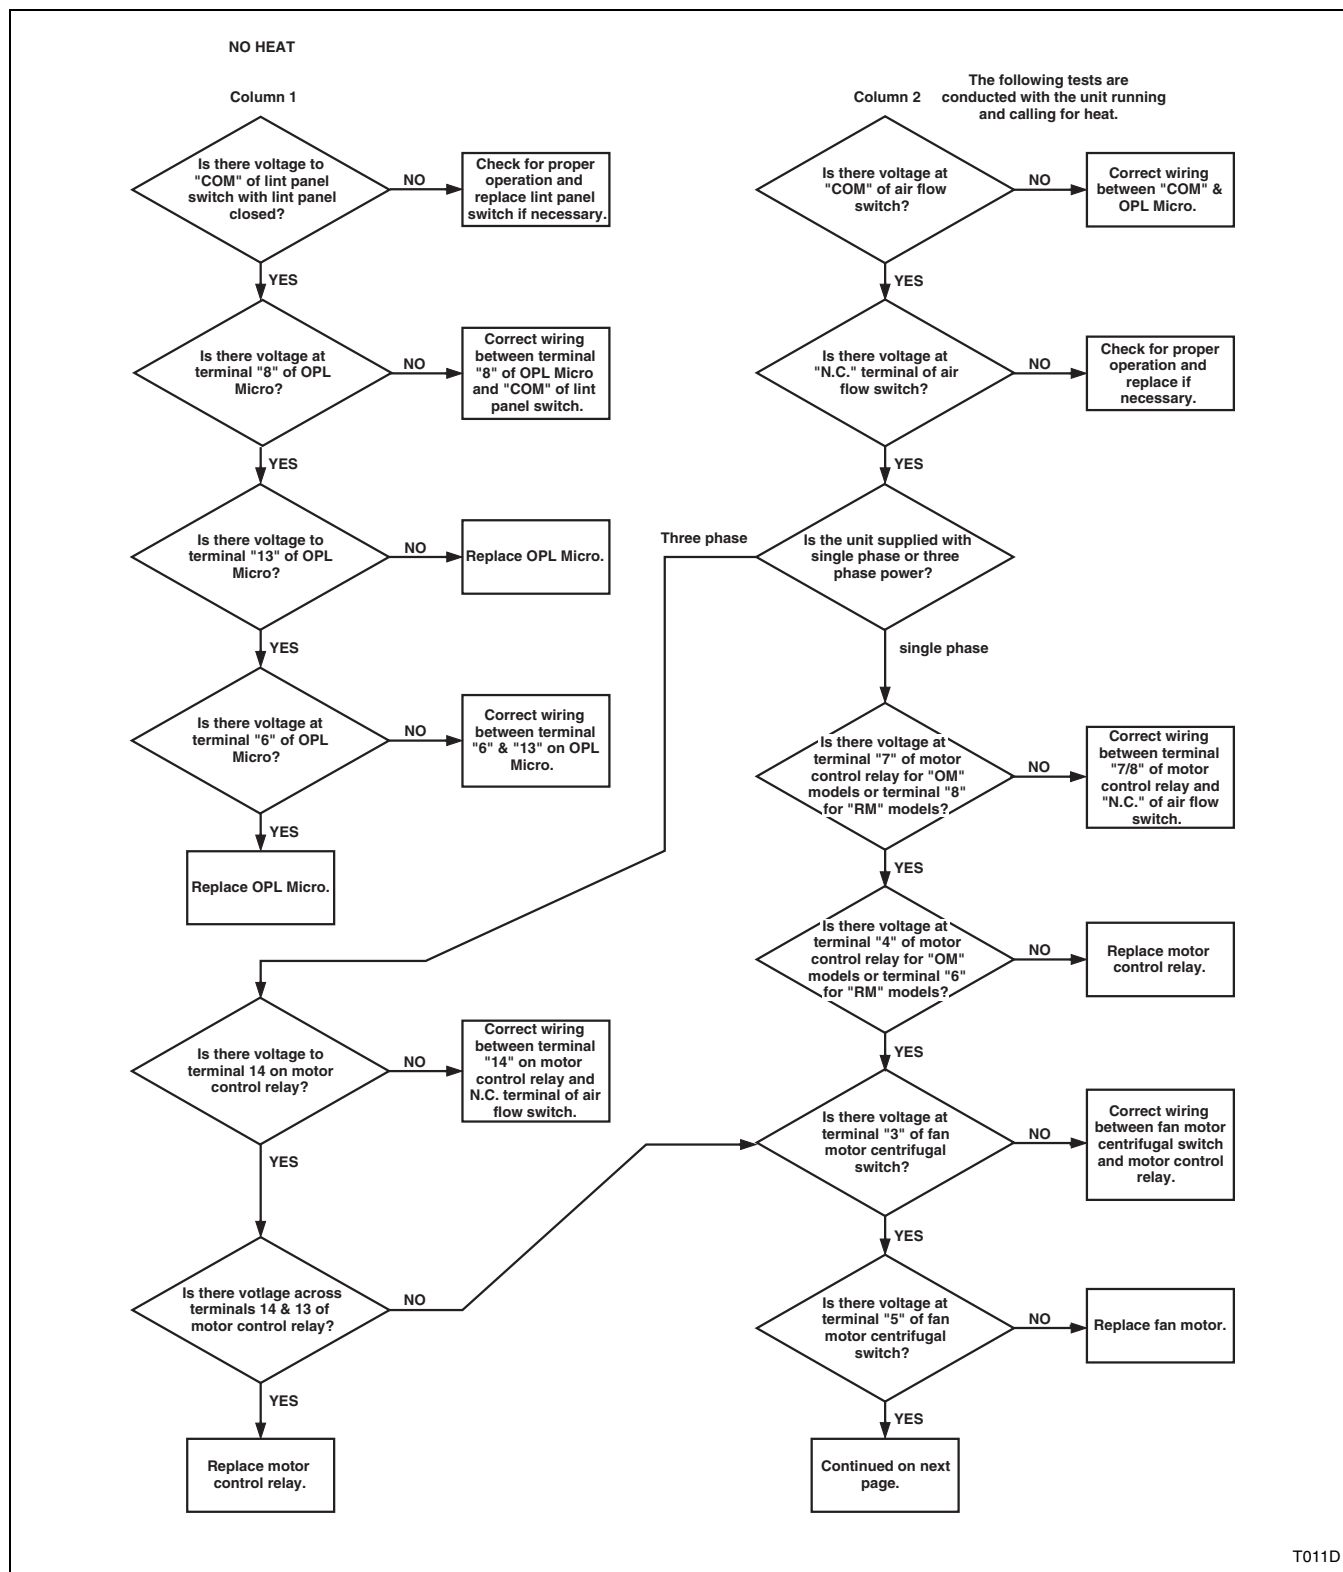 NO HEAT
Column 1
Is there voltage to
"COM" of lint panel
switch with lint panel
closed?
NO
Check for proper
operation and
replace lint panel
switch if necessary.
YES
Is there voltage at
terminal "8" of OPL
Micro?
NO
Correct wiring
between terminal
"8" of OPL Micro
and "COM" of lint
panel switch.
YES
Is there voltage to
terminal "13" of OPL
Micro?
NO
Replace OPL Micro.
YES
Is there voltage at
terminal "6" of OPL
Micro?
NO
Correct wiring
between terminal
"6" & "13" on OPL
Micro.
YES
Replace OPL Micro.
Is there voltage to
terminal 14 on motor
control relay?
NO
Correct wiring
between terminal
"14" on motor
control relay and
N.C. terminal of air
flow switch.
YES
Is there votlage across
terminals 14 & 13 of
motor control relay?
NO
YES
Replace motor
control relay.
Column 2
The following tests are
conducted with the unit running
and calling for heat.
Is there voltage at
"COM" of air flow
switch?
NO
Correct wiring
between "COM" &
OPL Micro.
YES
Is there voltage at
"N.C." terminal of air
flow switch?
NO
Check for proper
operation and
replace if
necessary.
YES
Three phase
Is the unit supplied with
single phase or three
phase power?
single phase
Is there voltage at
terminal "7" of motor
control relay for "OM"
models or terminal "8"
for "RM" models?
NO
Correct wiring
between terminal
"7/8" of motor
control relay and
"N.C." of air flow
switch.
YES
Is there voltage at
terminal "4" of motor
control relay for "OM"
models or terminal "6"
for "RM" models?
NO
Replace motor
control relay.
YES
Is there voltage at
terminal "3" of fan
motor centrifugal
switch?
NO
Correct wiring
between fan motor
centrifugal switch
and motor control
relay.
YES
Is there voltage at
terminal "5" of fan
motor centrifugal
switch?
NO
Replace fan motor.
YES
Continued on next
page.
T011D